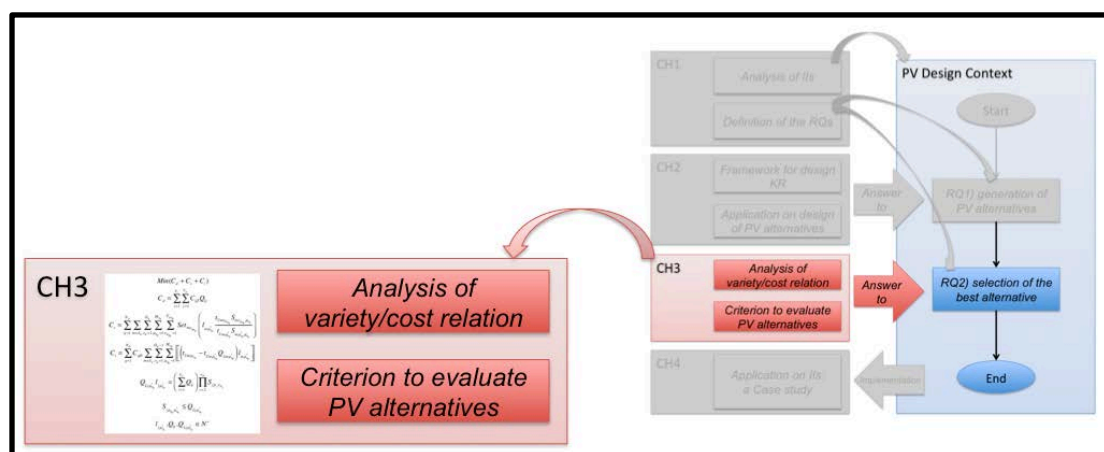 CH1
Analysis of IIs
Definition of the RQs
CH2
Framework for design
KR
Application on design
of PV alternatives
CH3
Analysis of
variety/cost relation
Criterion to evaluate
PV alternatives
CH4
Application on IIs:
a Case study
Answer
to
Answer
to
Implementation
PV Design Context
Start
RQ1) generation of
PV alternatives
RQ2) selection of the
best alternative
End
CH3
Analysis of
variety/cost relation
Criterion to evaluate
PV alternatives